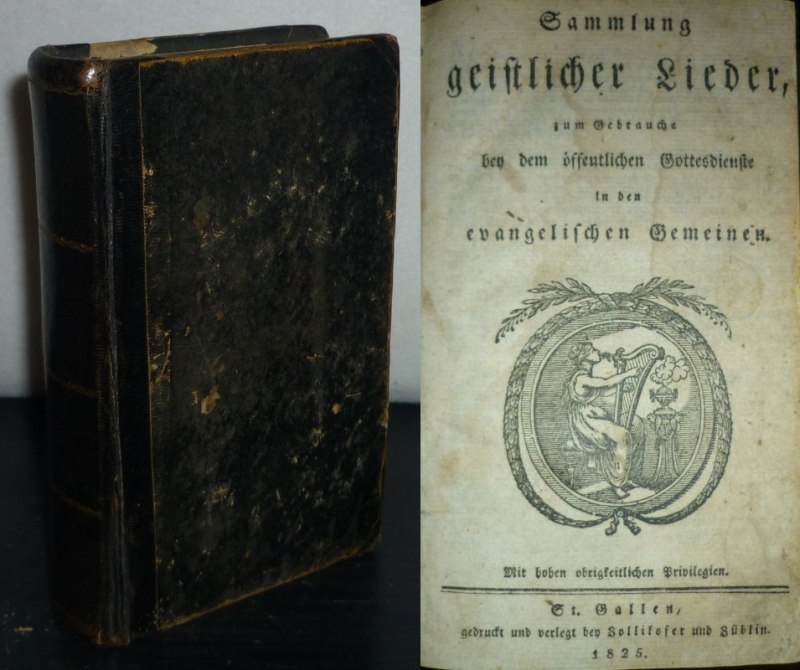 Sammlung
geiſtlicher Lieder,
zum Gebrauche
bey dem öffentlichen Gottesdienſte
in den
evangeliſchen Gemeinen.
Mit hohen obrigkeitlichen Privilegien.
St. Gallen,
gedruckt und verlegt bey Zollikofer und Züblin.
1825.